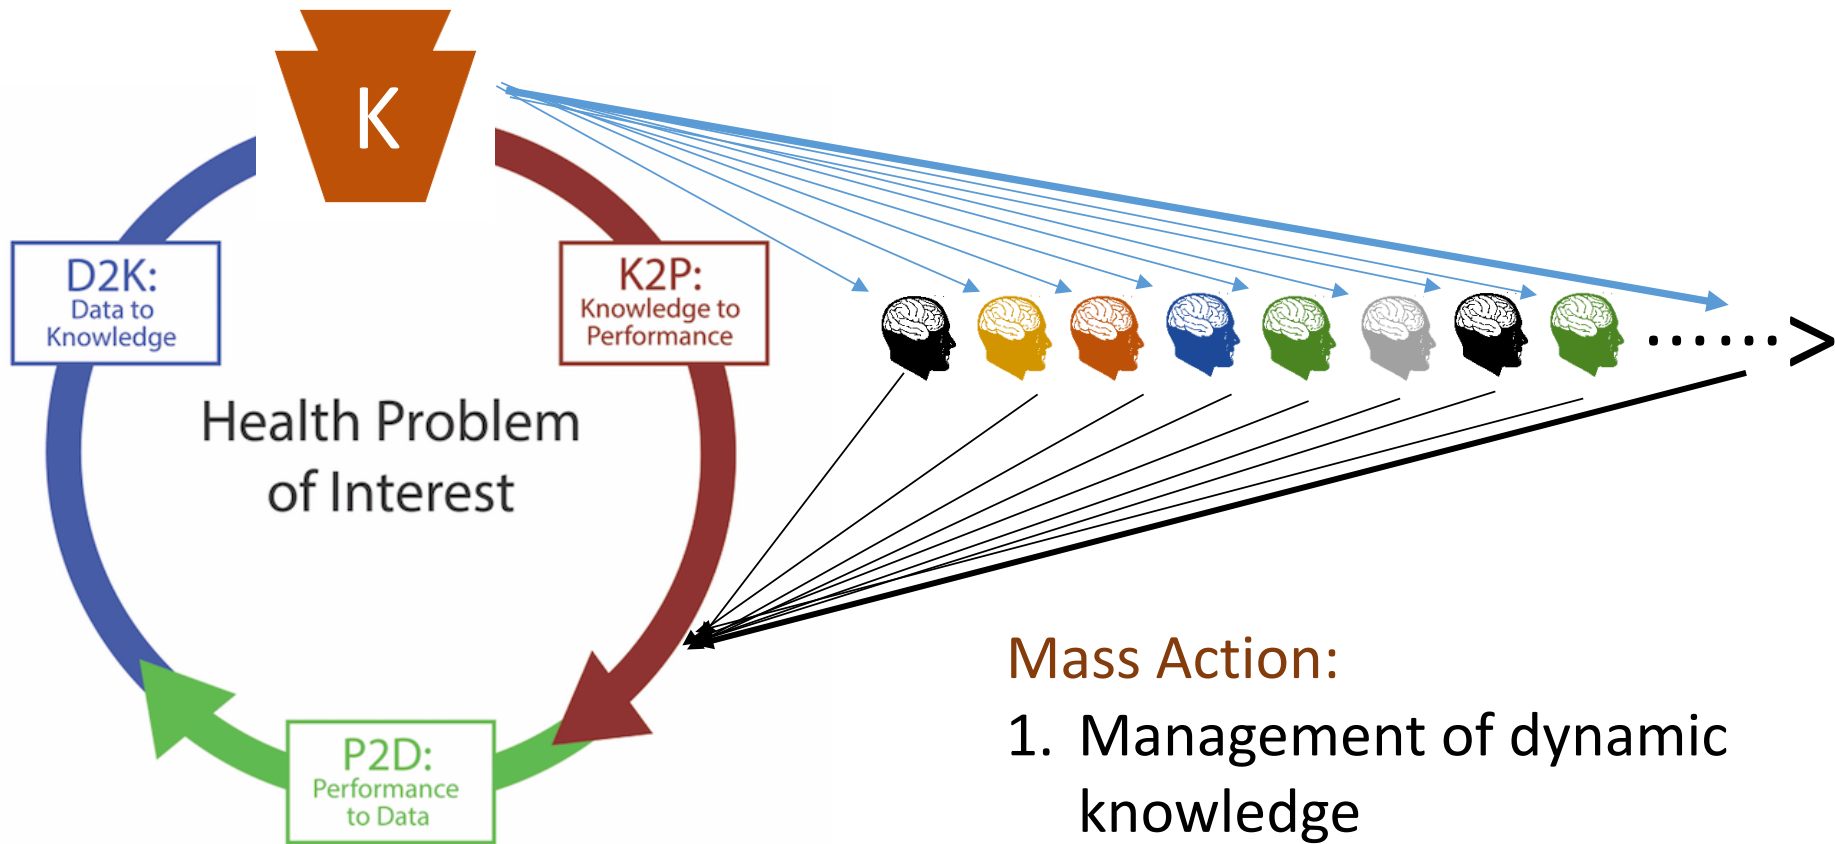 K
D2K:
Data to
Knowledge
K2P:
Knowledge to
Performance
Health Problem
of Interest
P2D:
Performance
to Data
Mass Action:
1. Management of dynamic
knowledge